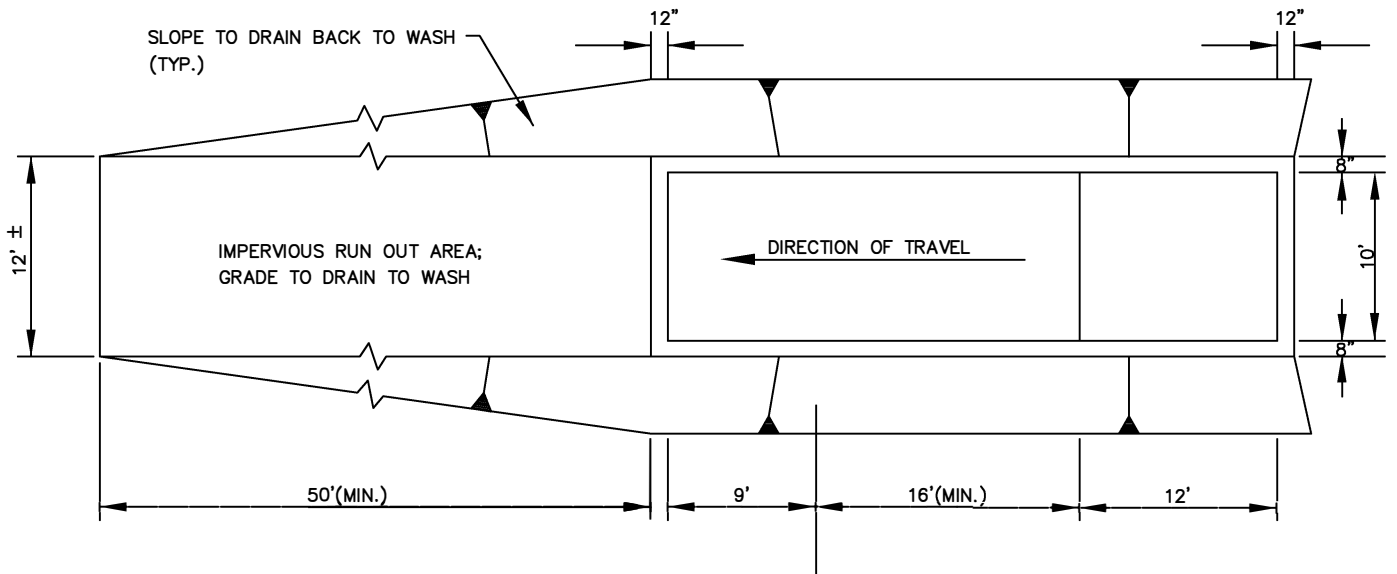 12" 12"
SLOPE TO DRAIN BACK TO WASH
(TYP.)
8"
12' ±
IMPERVIOUS RUN OUT AREA;
GRADE TO DRAIN TO WASH
DIRECTION OF TRAVEL
10'
8"
50'(MIN.) 9' 16'(MIN.) 12'